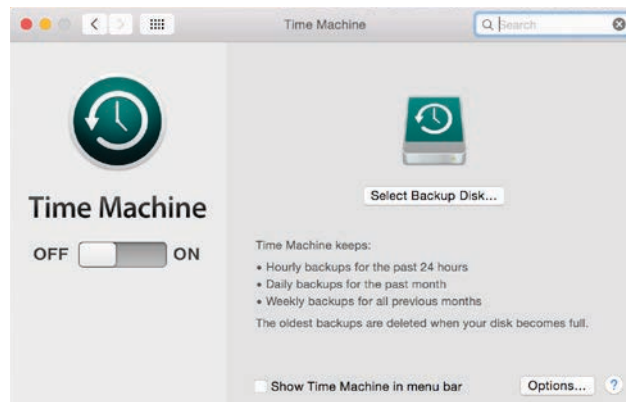 Time Machine
Search
Time Machine
OFF ON
Select Backup Disk...
Time Machine keeps:
• Hourly backups for the past 24 hours
• Daily backups for the past month
• Weekly backups for all previous months
The oldest backups are deleted when your disk becomes full.
Show Time Machine in menu bar
Options... ?